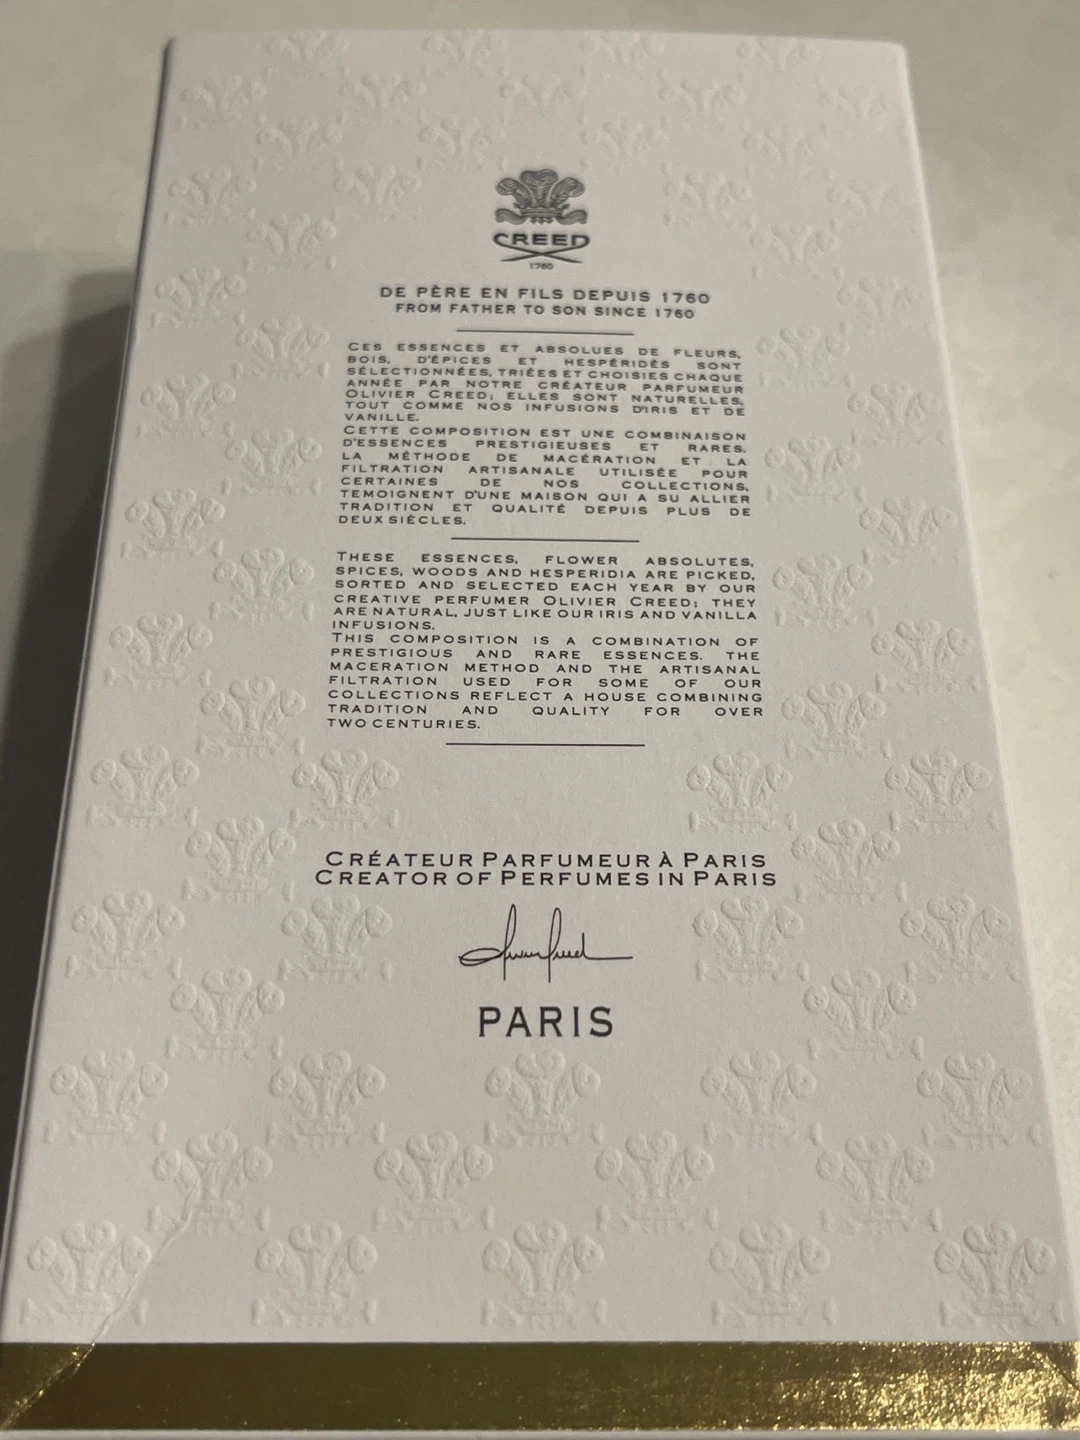 CREED
1760
DE PÈRE EN FILS DEPUIS 1760
FROM FATHER TO SON SINCE 1760
CES ESSENCES ET ABSOLUES DE FLEURS,
BOIS, D'ÉPICES ET HESPÉRIDÉS SONT
SÉLECTIONNÉES, TRIÉES ET CHOISIES CHAQUE
ANNÉE PAR NOTRE CRÉATEUR PARFUMEUR
OLIVIER CREED; ELLES SONT NATURELLES,
TOUT COMME NOS INFUSIONS D'IRIS ET DE
VANILLE.
CETTE COMPOSITION EST UNE COMBINAISON
D'ESSENCES PRESTIGIEUSES ET RARES.
LA MÉTHODE DE MACÉRATION ET LA
FILTRATION ARTISANALE UTILISÉE POUR
CERTAINES DE NOS COLLECTIONS,
TEMOIGNENT D'UNE MAISON QUI A SU ALLIER
TRADITION ET QUALITÉ DEPUIS PLUS DE
DEUX SIÈCLES.
THESE ESSENCES, FLOWER ABSOLUTES,
SPICES, WOODS AND HESPERIDIA ARE PICKED,
SORTED AND SELECTED EACH YEAR BY OUR
CREATIVE PERFUMER OLIVIER CREED; THEY
ARE NATURAL, JUST LIKE OUR IRIS AND VANILLA
INFUSIONS.
THIS COMPOSITION IS A COMBINATION OF
PRESTIGIOUS AND RARE ESSENCES. THE
MACERATION METHOD AND THE ARTISANAL
FILTRATION USED FOR SOME OF OUR
COLLECTIONS REFLECT A HOUSE COMBINING
TRADITION AND QUALITY FOR OVER
TWO CENTURIES.
CRÉATEUR PARFUMEUR À PARIS
CREATOR OF PERFUMES IN PARIS
PARIS